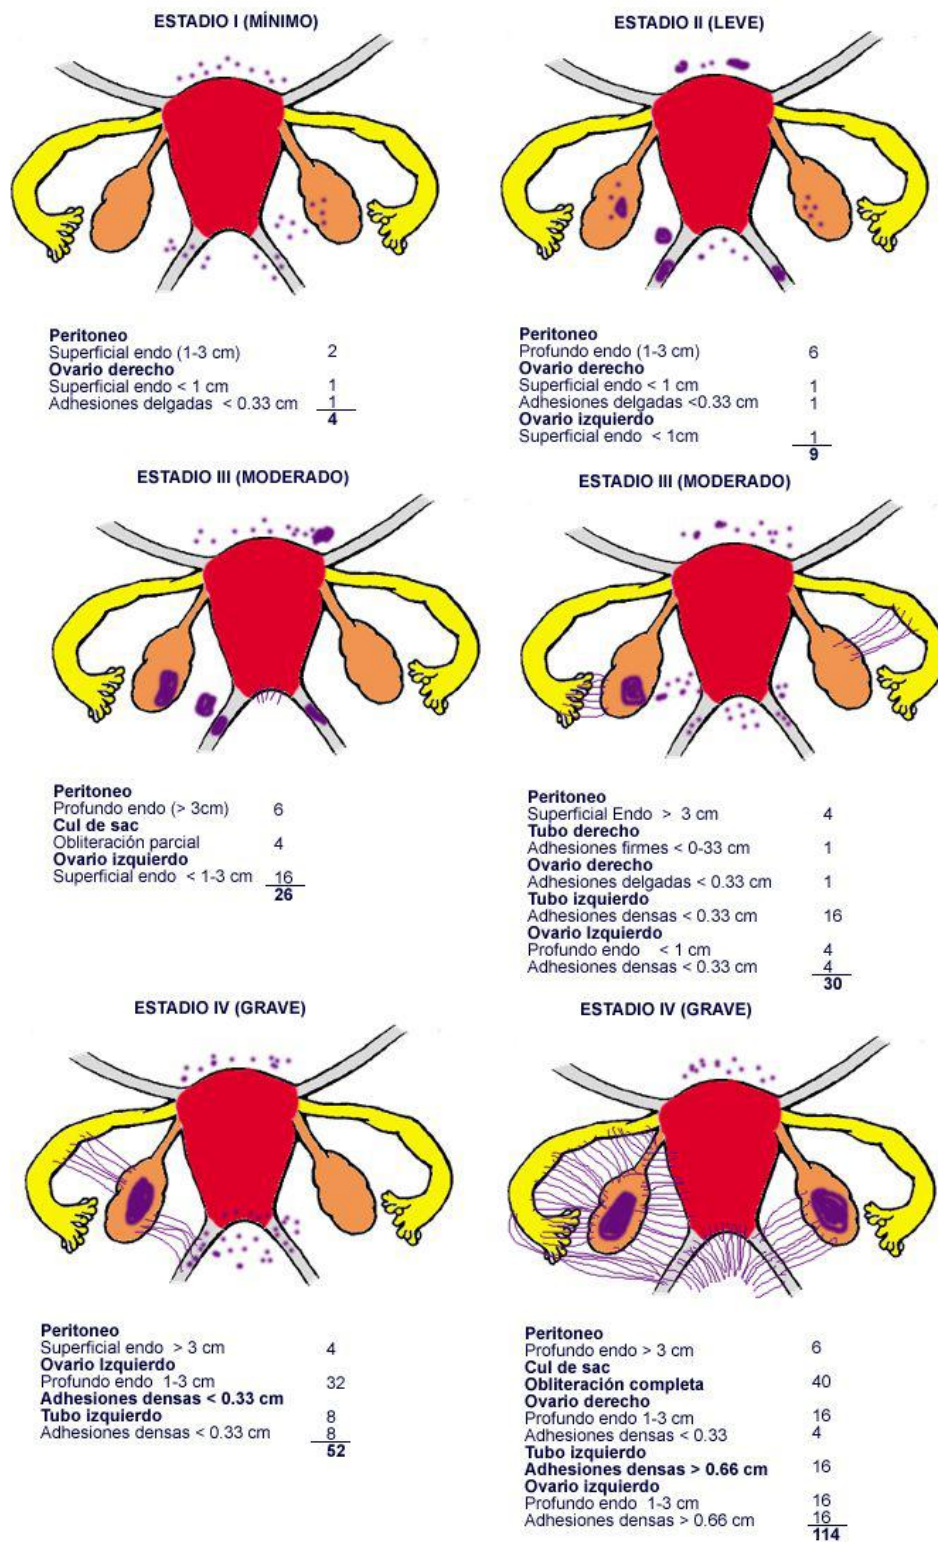 ESTADIO I (MÍNIMO)
Peritoneo
Superficial endo (1-3 cm) 2
Ovario derecho
Superficial endo < 1 cm 1
Adhesiones delgadas < 0.33 cm 1
4
ESTADIO II (LEVE)
Peritoneo
Profundo endo (1-3 cm) 6
Ovario derecho
Superficial endo < 1 cm 1
Adhesiones delgadas <0.33 cm 1
Ovario izquierdo
Superficial endo < 1cm 1
9
ESTADIO III (MODERADO)
Peritoneo
Profundo endo (> 3cm) 6
Cul de sac
Obliteración parcial 4
Ovario izquierdo
Superficial endo < 1-3 cm 16
26
ESTADIO III (MODERADO)
Peritoneo
Superficial Endo > 3 cm 4
Tubo derecho
Adhesiones firmes < 0-33 cm 1
Ovario derecho
Adhesiones delgadas < 0.33 cm 1
Tubo izquierdo
Adhesiones densas < 0.33 cm 16
Ovario Izquierdo
Profundo endo < 1 cm 4
Adhesiones densas < 0.33 cm 4
30
ESTADIO IV (GRAVE)
Peritoneo
Superficial endo > 3 cm 4
Ovario Izquierdo
Profundo endo 1-3 cm 32
Adhesiones densas < 0.33 cm
Tubo izquierdo 8
Adhesiones densas < 0.33 cm 8
52
ESTADIO IV (GRAVE)
Peritoneo
Profundo endo > 3 cm 6
Cul de sac
Obliteración completa 40
Ovario derecho
Profundo endo 1-3 cm 16
Adhesiones densas < 0.33 4
Tubo izquierdo
Adhesiones densas > 0.66 cm 16
Ovario izquierdo
Profundo endo 1-3 cm 16
Adhesiones densas > 0.66 cm 16
114